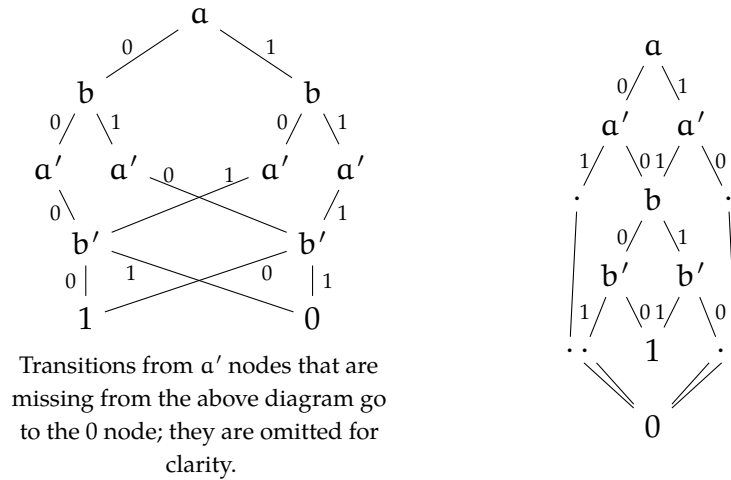 a
0 1
b b
0 1 0 1
a′ a′ 0 1 a′ a′
0 1
b′ b′
0 1 0 1
1 0
Transitions from a′ nodes that are
missing from the above diagram go
to the 0 node; they are omitted for
clarity.
a
0 1
a′ a′
1 0 1 0
· b ·
0 1
b′ b′
1 0 1 0
· · 1 ·
0